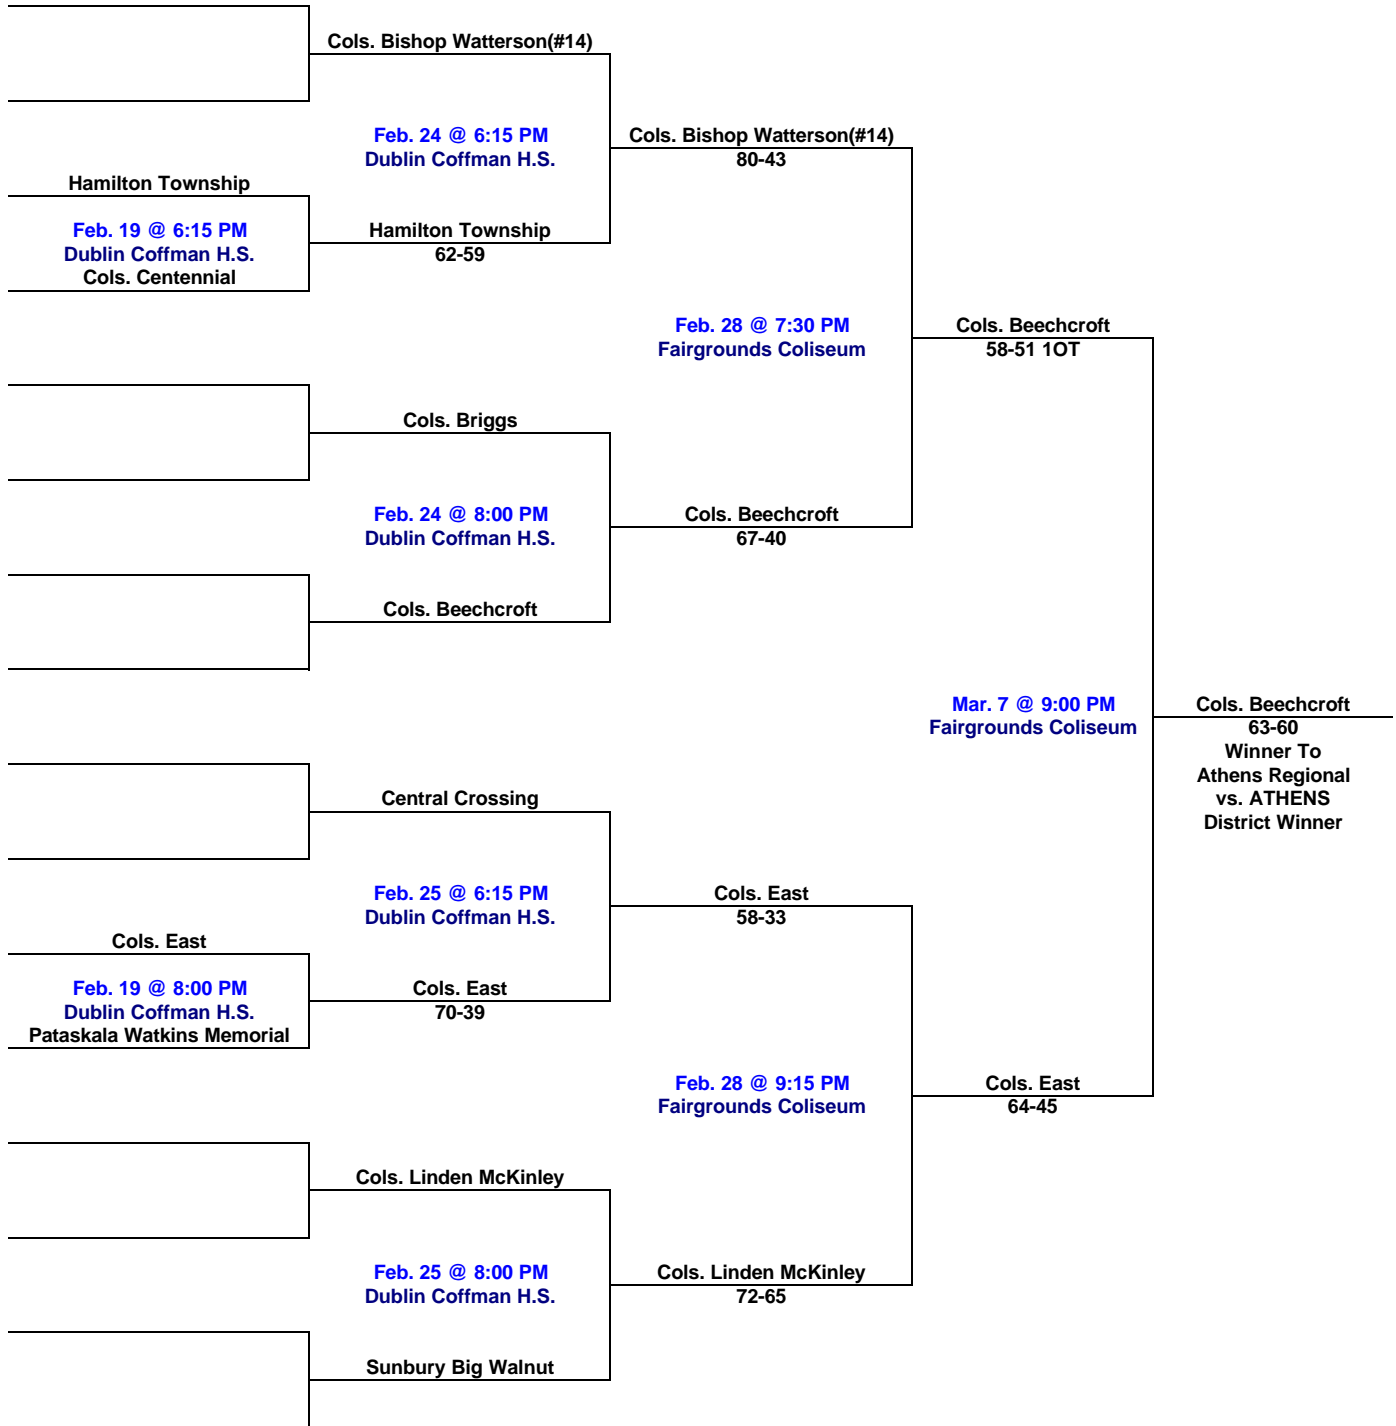 Cols. Bishop Watterson(#14)
Feb. 24 @ 6:15 PM
Dublin Coffman H.S.
Cols. Bishop Watterson(#14)
80-43
Hamilton Township
Feb. 19 @ 6:15 PM
Dublin Coffman H.S.
Cols. Centennial
Hamilton Township
62-59
Feb. 28 @ 7:30 PM
Fairgrounds Coliseum
Cols. Beechcroft
58-51 1OT
Cols. Briggs
Feb. 24 @ 8:00 PM
Dublin Coffman H.S.
Cols. Beechcroft
67-40
Cols. Beechcroft
Mar. 7 @ 9:00 PM
Fairgrounds Coliseum
Cols. Beechcroft
63-60
Winner To
Athens Regional
vs. ATHENS
District Winner
Central Crossing
Feb. 25 @ 6:15 PM
Dublin Coffman H.S.
Cols. East
58-33
Cols. East
Feb. 19 @ 8:00 PM
Dublin Coffman H.S.
Pataskala Watkins Memorial
Cols. East
70-39
Feb. 28 @ 9:15 PM
Fairgrounds Coliseum
Cols. East
64-45
Cols. Linden McKinley
Feb. 25 @ 8:00 PM
Dublin Coffman H.S.
Cols. Linden McKinley
72-65
Sunbury Big Walnut